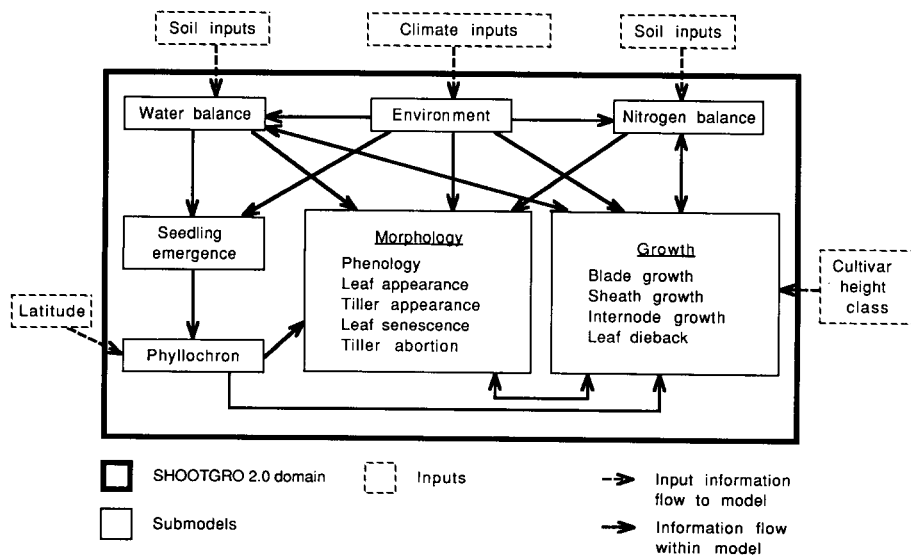 Soil inputs
Climate inputs
Soil inputs
Water balance
Environment
Nitrogen balance
Seedling
emergence
Morphology
Phenology
Leaf appearance
Tiller appearance
Leaf senescence
Tiller abortion
Growth
Blade growth
Sheath growth
Internode growth
Leaf dieback
Cultivar
height
class
Latitude
Phyllochron
SHOOTGRO 2.0 domain
Inputs
Input information
flow to model
Submodels
Information flow
within model